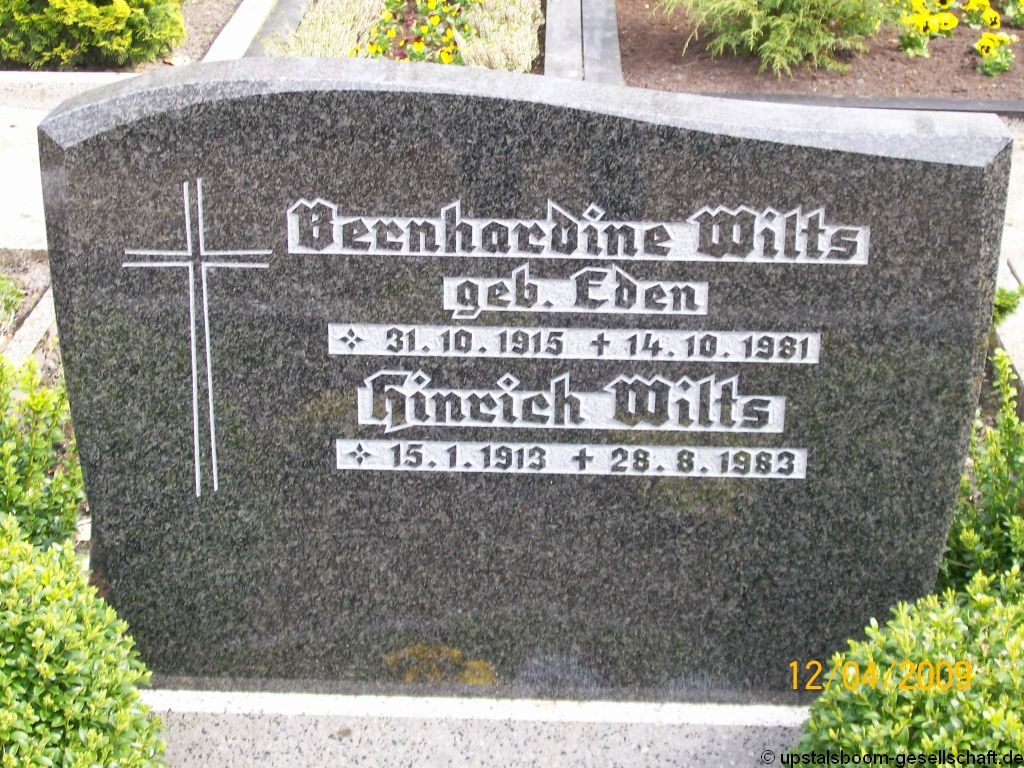 Bernhardine Wilts
geb. Eden
31.10.1915 † 14.10.1981
Hinrich Wilts
15.1.1913 † 28.8.1983
12/04/2009
© upstalsboom-gesellschaft.de